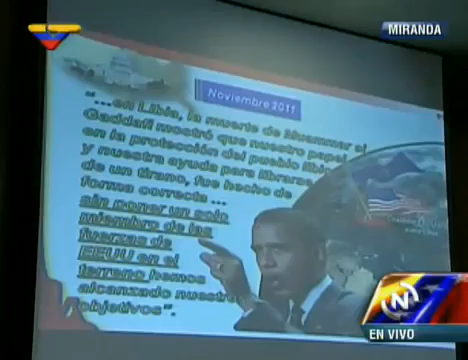 MIRANDA
Noviembre 2011
"...en Libia, la muerte de Muammar al
Gaddafi mostró que nuestro papel
en la protección del pueblo libio
y nuestra ayuda para librarse
de un tirano, fue hecho de
forma correcta ...
sin poner un solo
miembro de las
fuerzas de
EEUU en el
terreno hemos
alcanzado nuestros
objetivos".
N
EN VIVO